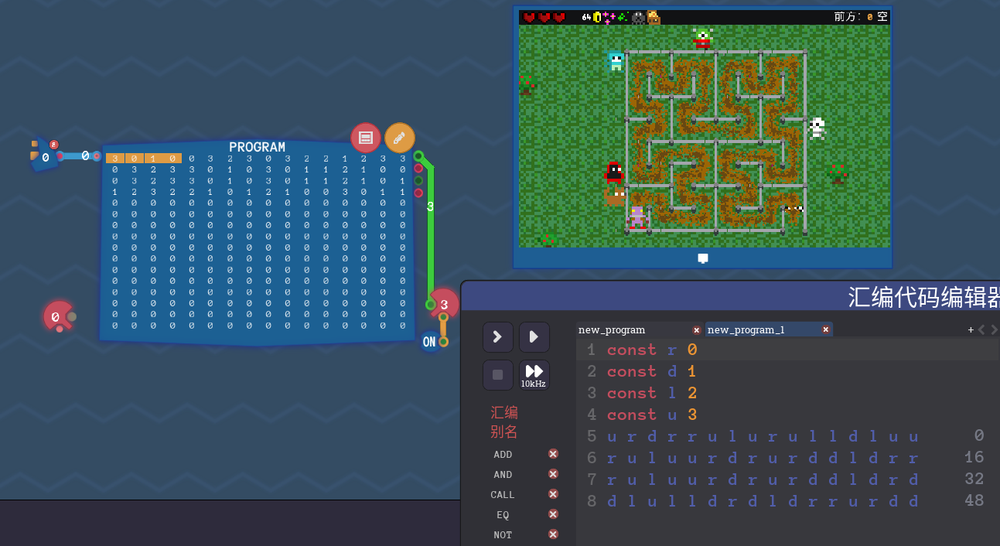 64
前方: 0 空
8
0
0
PROGRAM
3 0 1 0 0 3 2 3 0 3 2 2 1 2 3 3
0 3 2 3 3 0 1 0 3 0 1 1 2 1 0 0
0 3 2 3 3 0 1 0 3 0 1 1 2 1 0 1
1 2 3 2 2 1 0 1 2 1 0 0 3 0 1 1
0 0 0 0 0 0 0 0 0 0 0 0 0 0 0 0
0 0 0 0 0 0 0 0 0 0 0 0 0 0 0 0
0 0 0 0 0 0 0 0 0 0 0 0 0 0 0 0
0 0 0 0 0 0 0 0 0 0 0 0 0 0 0 0
0 0 0 0 0 0 0 0 0 0 0 0 0 0 0 0
0 0 0 0 0 0 0 0 0 0 0 0 0 0 0 0
0 0 0 0 0 0 0 0 0 0 0 0 0 0 0 0
0 0 0 0 0 0 0 0 0 0 0 0 0 0 0 0
0 0 0 0 0 0 0 0 0 0 0 0 0 0 0 0
0 0 0 0 0 0 0 0 0 0 0 0 0 0 0 0
0 0 0 0 0 0 0 0 0 0 0 0 0 0 0 0
0 0 0 0 0 0 0 0 0 0 0 0 0 0 0 0
3
0
3
ON
汇编代码编辑器
10kHz
汇编
别名
ADD
AND
CALL
EQ
NOT
new_program
new_program_1
+
1 const r 0
2 const d 1
3 const l 2
4 const u 3
5 u r d r r u l u r u l l d l u u 0
6 r u l u u r d r u r d d l d r r 16
7 r u l u u r d r u r d d l d r d 32
8 d l u l l d r d l d r r u r d d 48